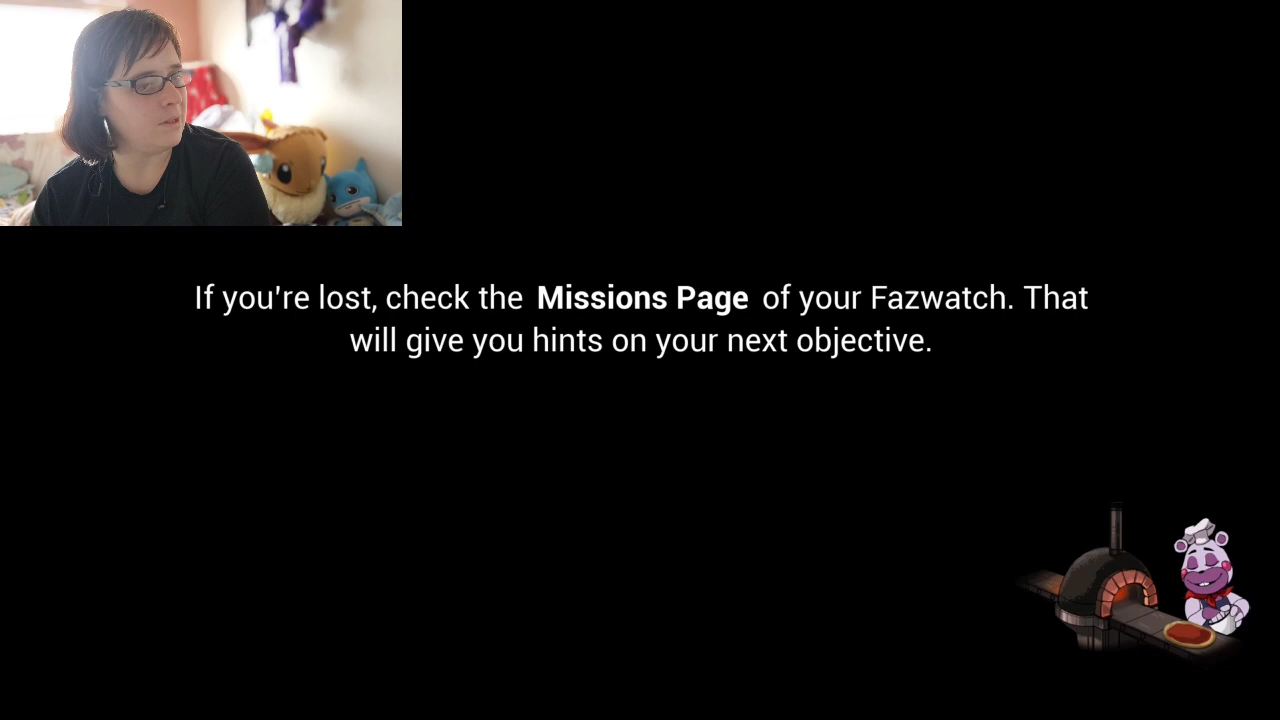 If you're lost, check the Missions Page of your Fazwatch. That
will give you hints on your next objective.